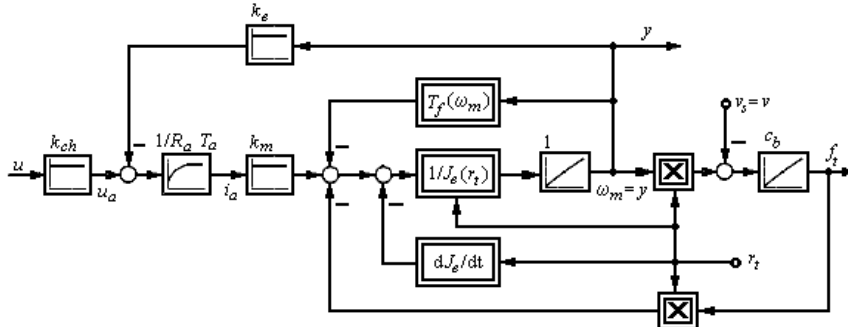 k_e
y
T_f(ω_m)
v_s=v
k_ch
1/R_a T_a
k_m
1
c_b
f_t
u
u_a
i_a
1/J_e(r_t)
ω_m=y
dJ_e/dt
r_t